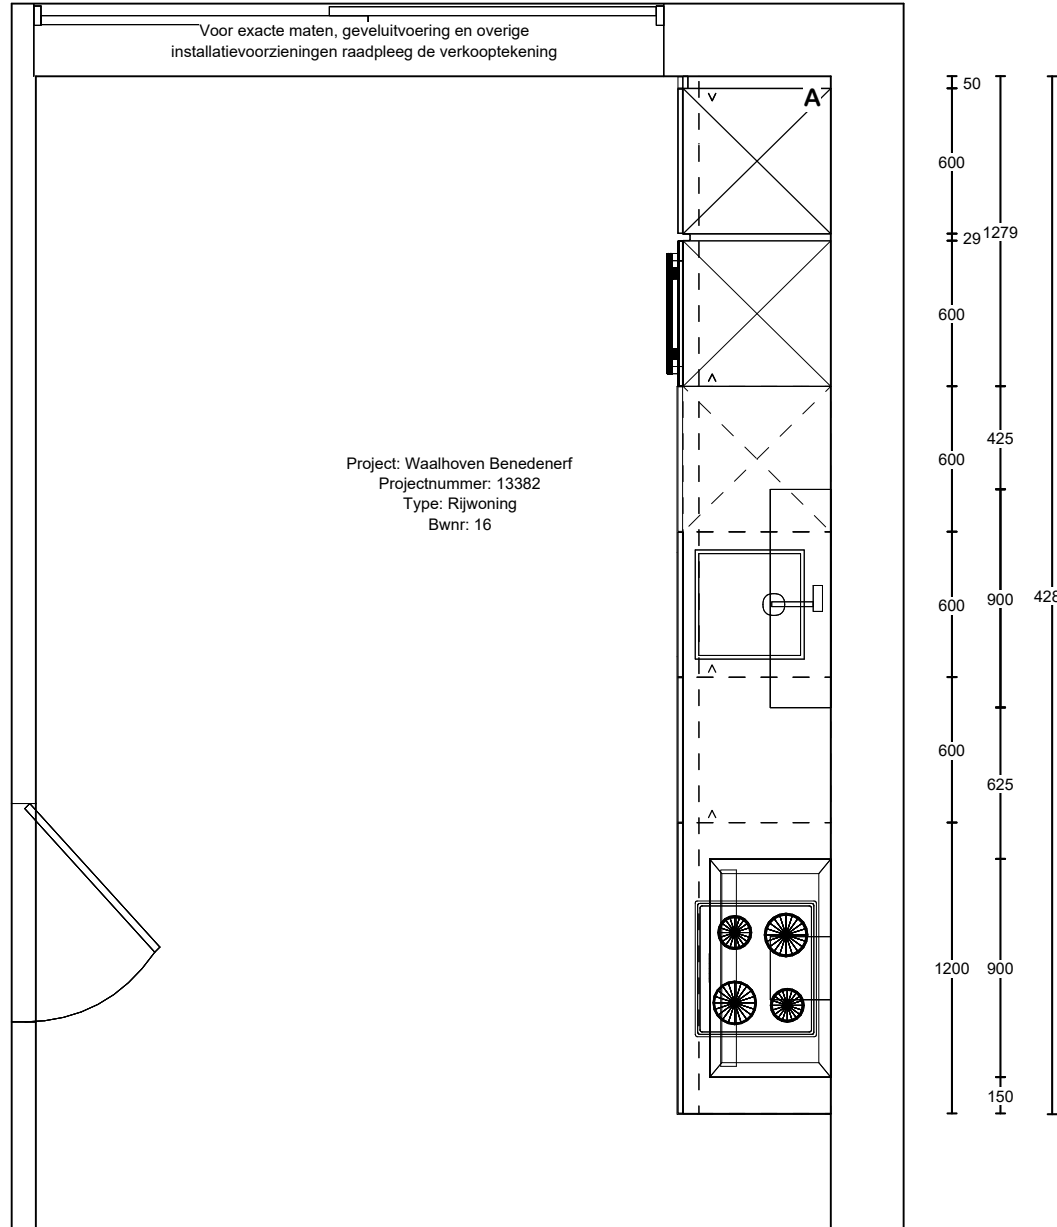 Voor exacte maten, geveluitvoering en overige
installatievoorzieningen raadpleeg de verkooptekening
A
50
600
29
1279
600
425
600
Project: Waalhoven Benedenerf
Projectnummer: 13382
Type: Rijwoning
Bwnr: 16
600
900
428
600
625
1200
900
150